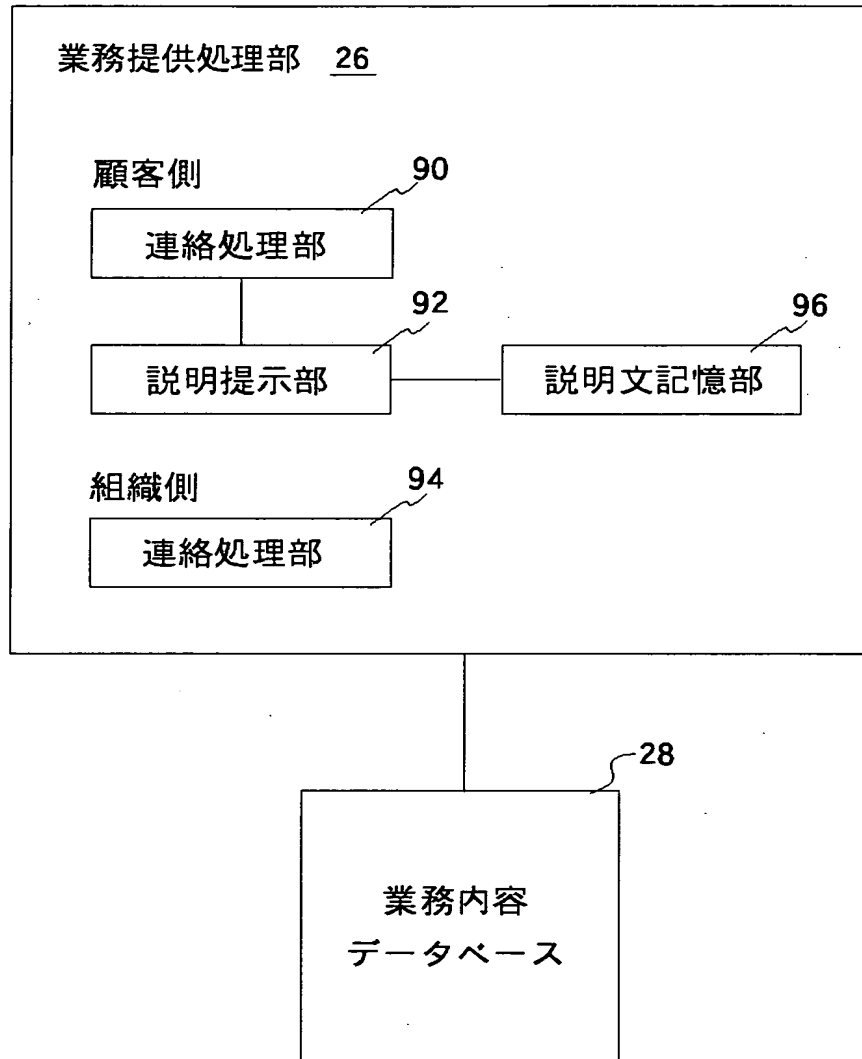 業務提供処理部 26
顧客側
90
連絡処理部
92
説明提示部
96
説明文記憶部
組織側
94
連絡処理部
28
業務内容
データベース